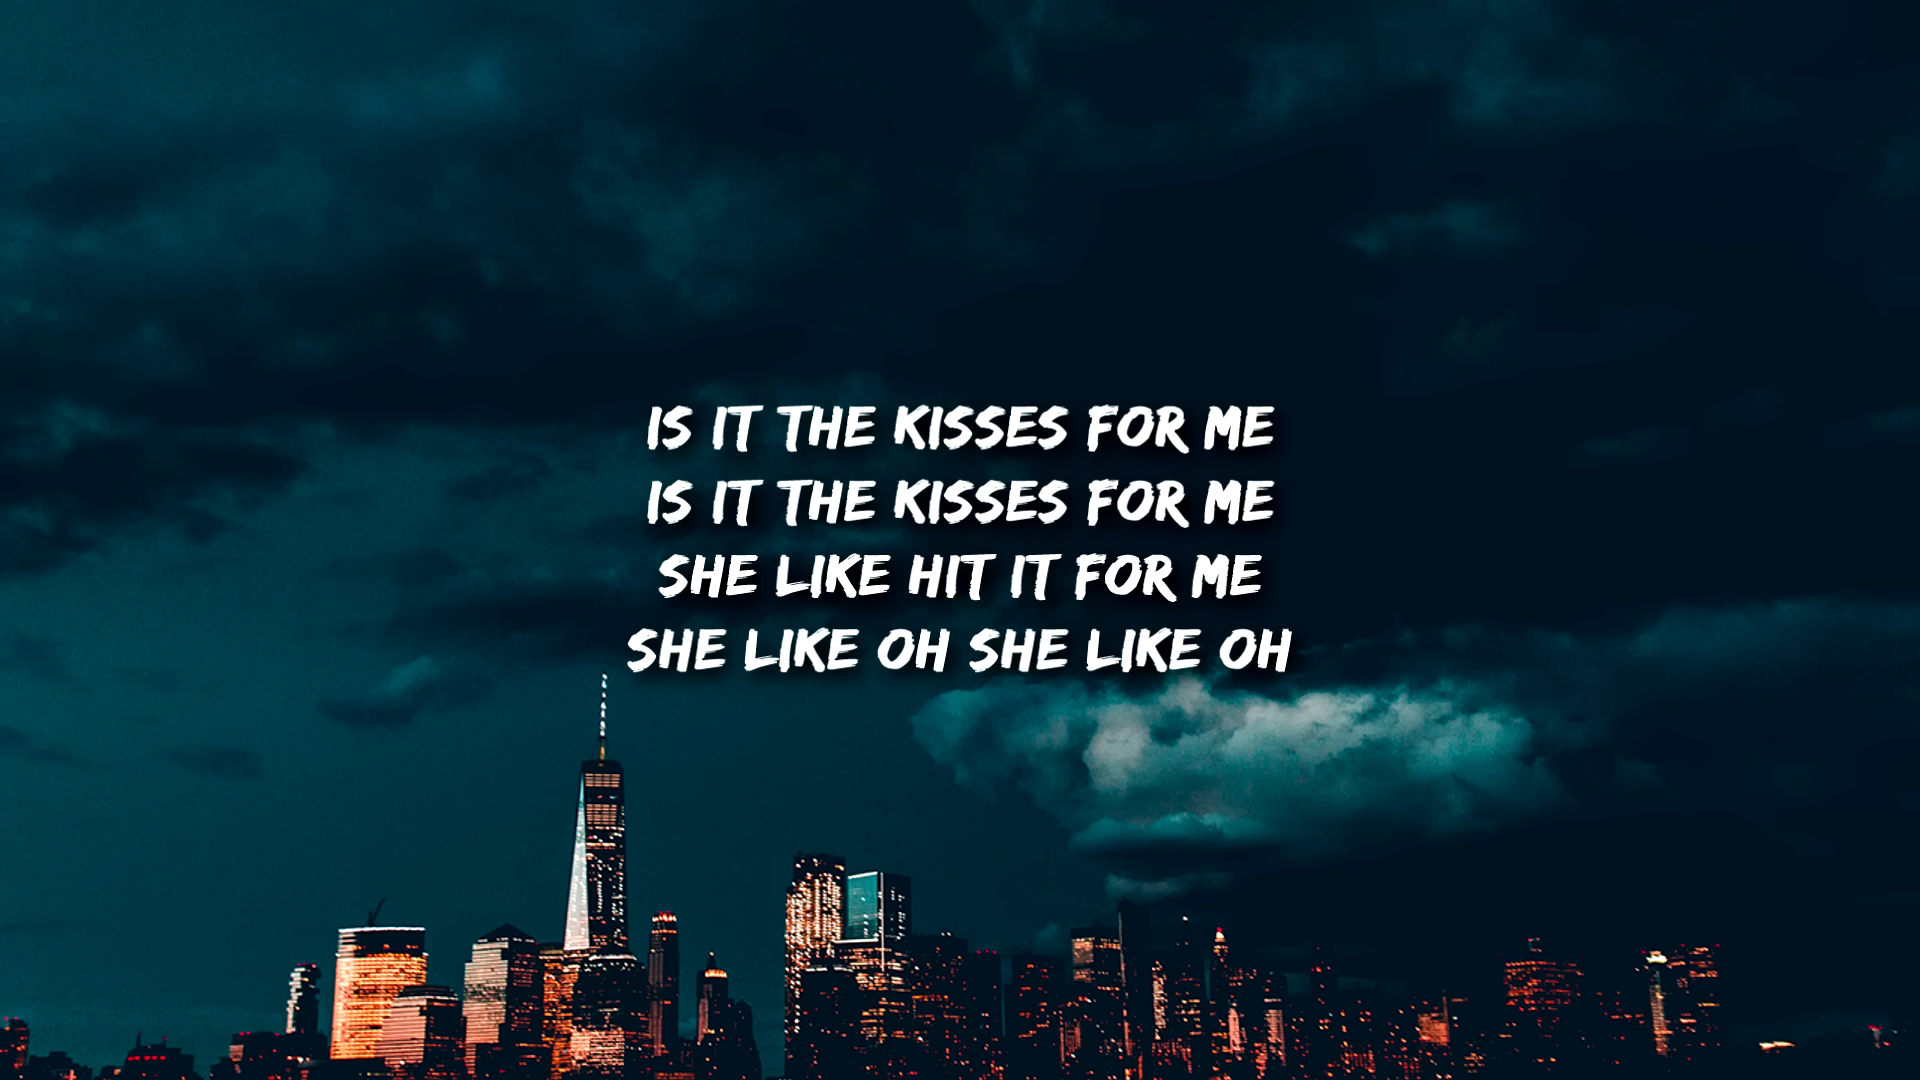 IS IT THE KISSES FOR ME
IS IT THE KISSES FOR ME
SHE LIKE HIT IT FOR ME
SHE LIKE OH SHE LIKE OH